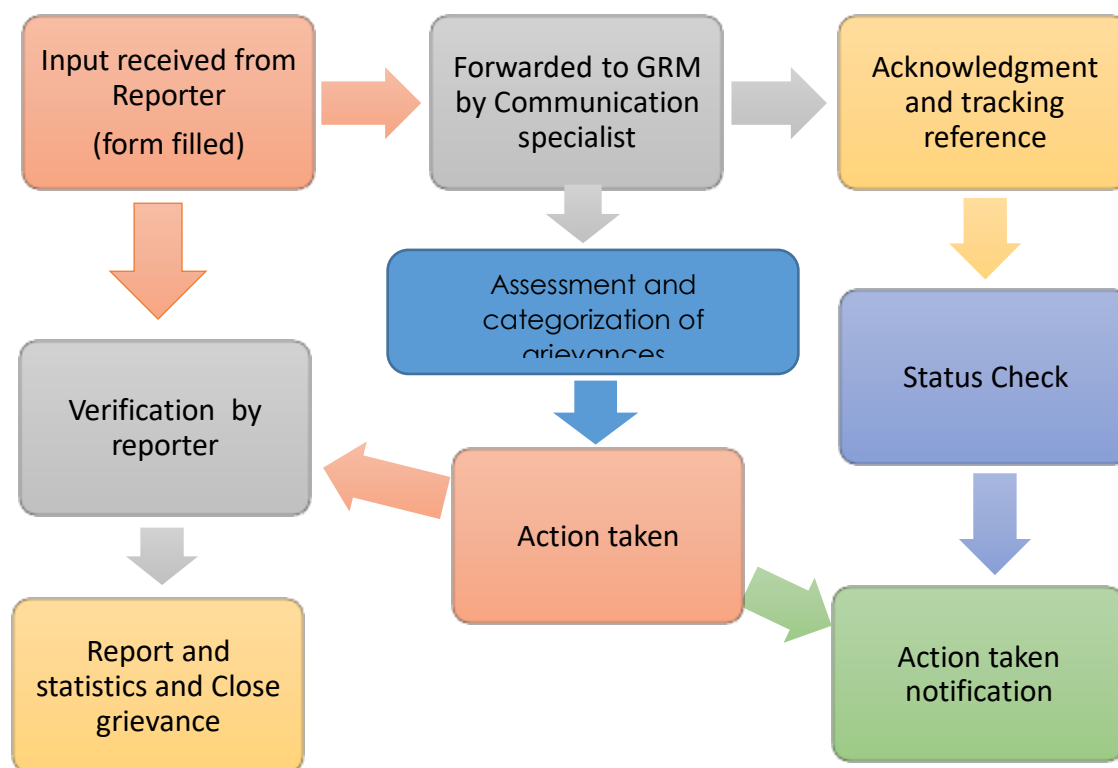 Input received from
Reporter
(form filled)
Forwarded to GRM
by Communication
specialist
Acknowledgment
and tracking
reference
Assessment and
categorization of
grievances
Verification by
reporter
Status Check
Action taken
Report and
statistics and Close
grievance
Action taken
notification